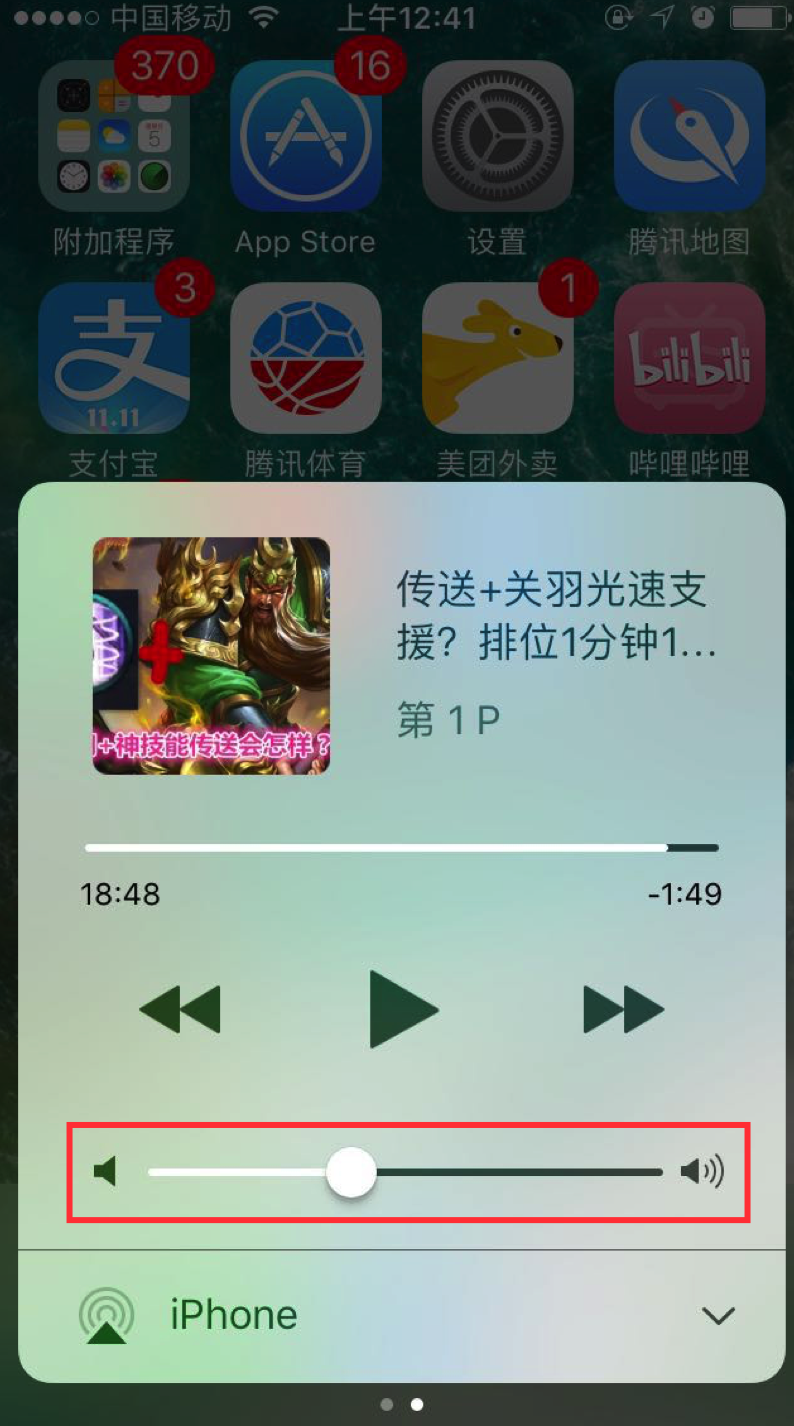 中国移动
上午12:41
370
16
5
附加程序
App Store
设置
腾讯地图
3
1
支
11.11
bilibili
支付宝
腾讯体育
美团外卖
哔哩哔哩
传送+关羽光速支
援？排位1分钟1...
第 1 P
+神技能传送会怎样？
18:48
-1:49
iPhone